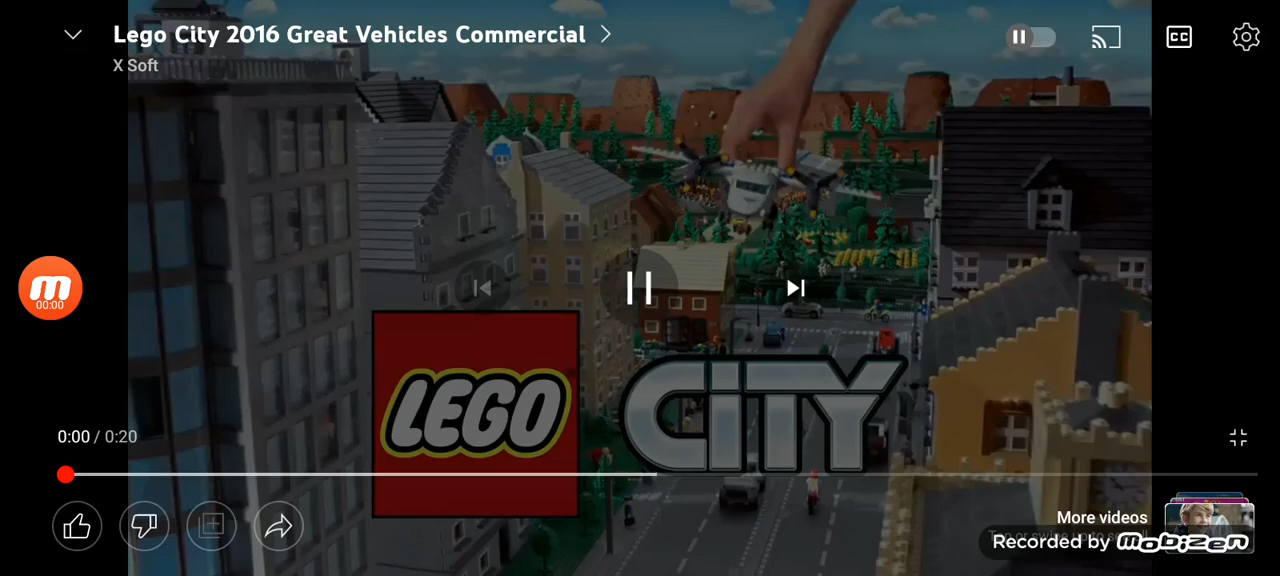 Lego City 2016 Great Vehicles Commercial
X Soft
CC
m
00:00
LEGO
CITY
0:00 / 0:20
More videos
Recorded by mobizen